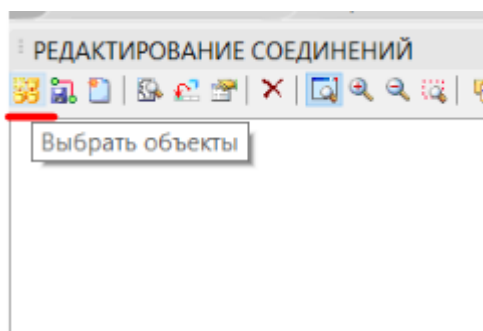 РЕДАКТИРОВАНИЕ СОЕДИНЕНИЙ
Выбрать объекты